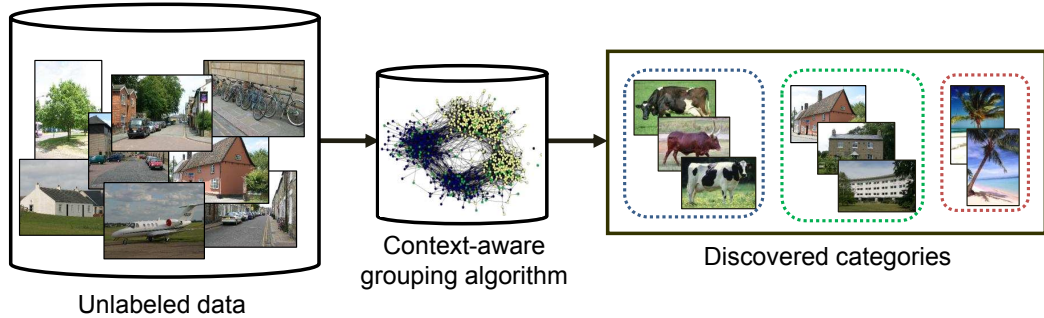 Unlabeled data
Context-aware
grouping algorithm
Discovered categories